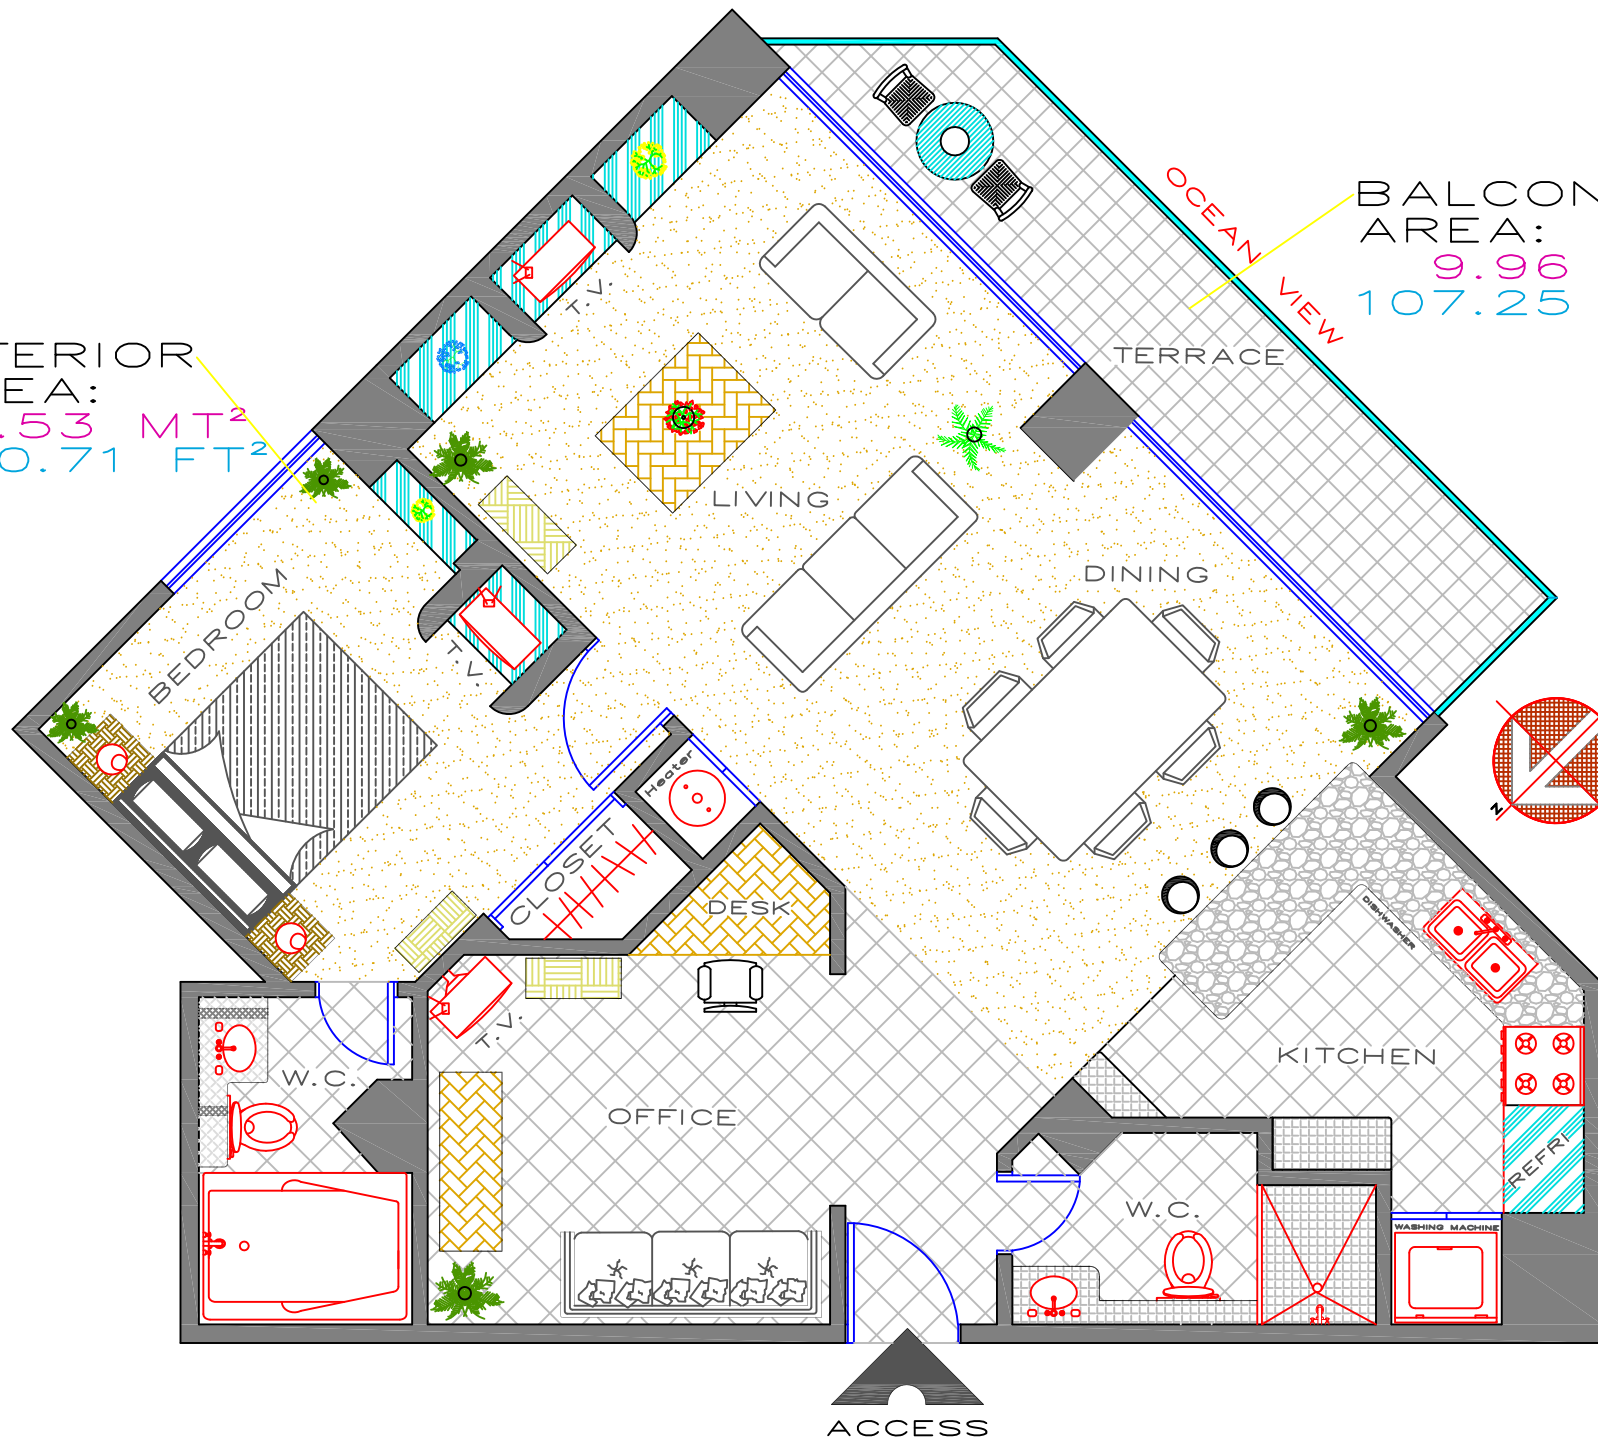 OCEAN VIEW
BALCON
AREA:
9.96
107.25
TERRACE
TERIOR
EA:
.53 MT²
0.71 FT²
T.V.
LIVING
DINING
BEDROOM
T.V.
Heater
CLOSET
DESK
N
DISHWASHER
T.V.
KITCHEN
W.C.
OFFICE
REFRI
W.C.
WASHING MACHINE
ACCESS